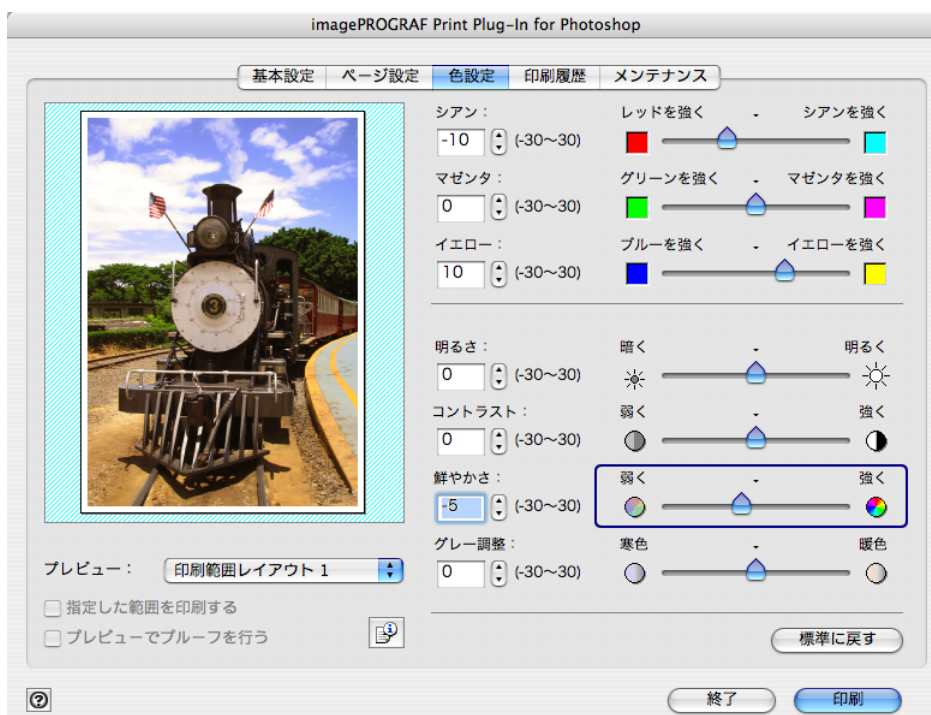 imagePROGRAF Print Plug-In for Photoshop
基本設定 ページ設定 色設定 印刷履歴 メンテナンス
シアン： レッドを強く - シアンを強く
-10 (-30～30)
マゼンタ： グリーンを強く - マゼンタを強く
0 (-30～30)
イエロー： ブルーを強く - イエローを強く
10 (-30～30)
明るさ： 暗く - 明るく
0 (-30～30)
コントラスト： 弱く - 強く
0 (-30～30)
鮮やかさ： 弱く - 強く
-5 (-30～30)
グレー調整： 寒色 - 暖色
0 (-30～30)
3
プレビュー： 印刷範囲レイアウト 1
指定した範囲を印刷する
プレビューでプルーフを行う
標準に戻す
? 終了 印刷